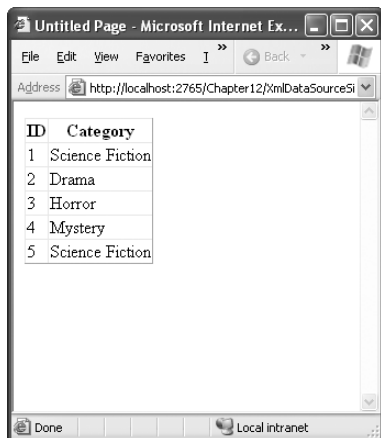 Untitled Page - Microsoft Internet Ex...
File Edit View Favorites T » Back »
Address http://localhost:2765/Chapter12/XmlDataSourceSi
ID Category
1 Science Fiction
2 Drama
3 Horror
4 Mystery
5 Science Fiction
Done Local intranet